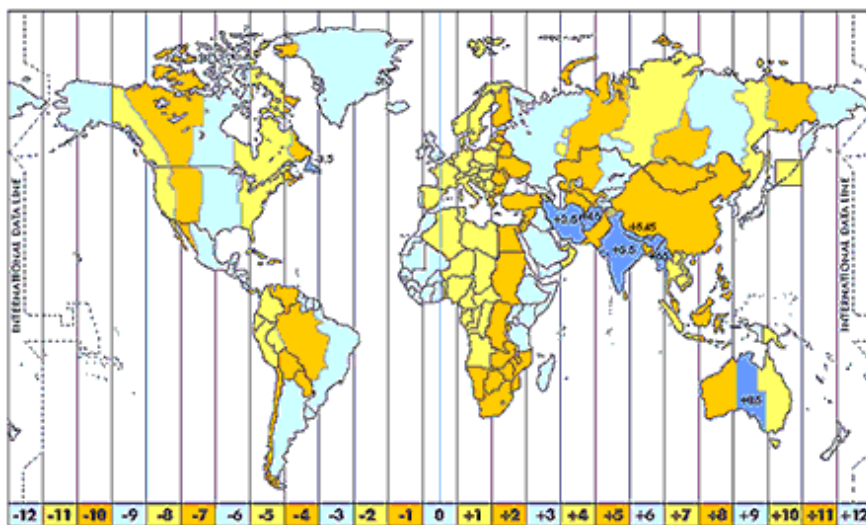 INTERNATIONAL DATA LINE
INTERNATIONAL DATA LINE
-3.5
+3.5
+4.5
+5.45
+5.5
+6.5
-12 -11 -10 -9 -8 -7 -6 -5 -4 -3 -2 -1 0 +1 +2 +3 +4 +5 +6 +7 +8 +9 +10 +11 +12